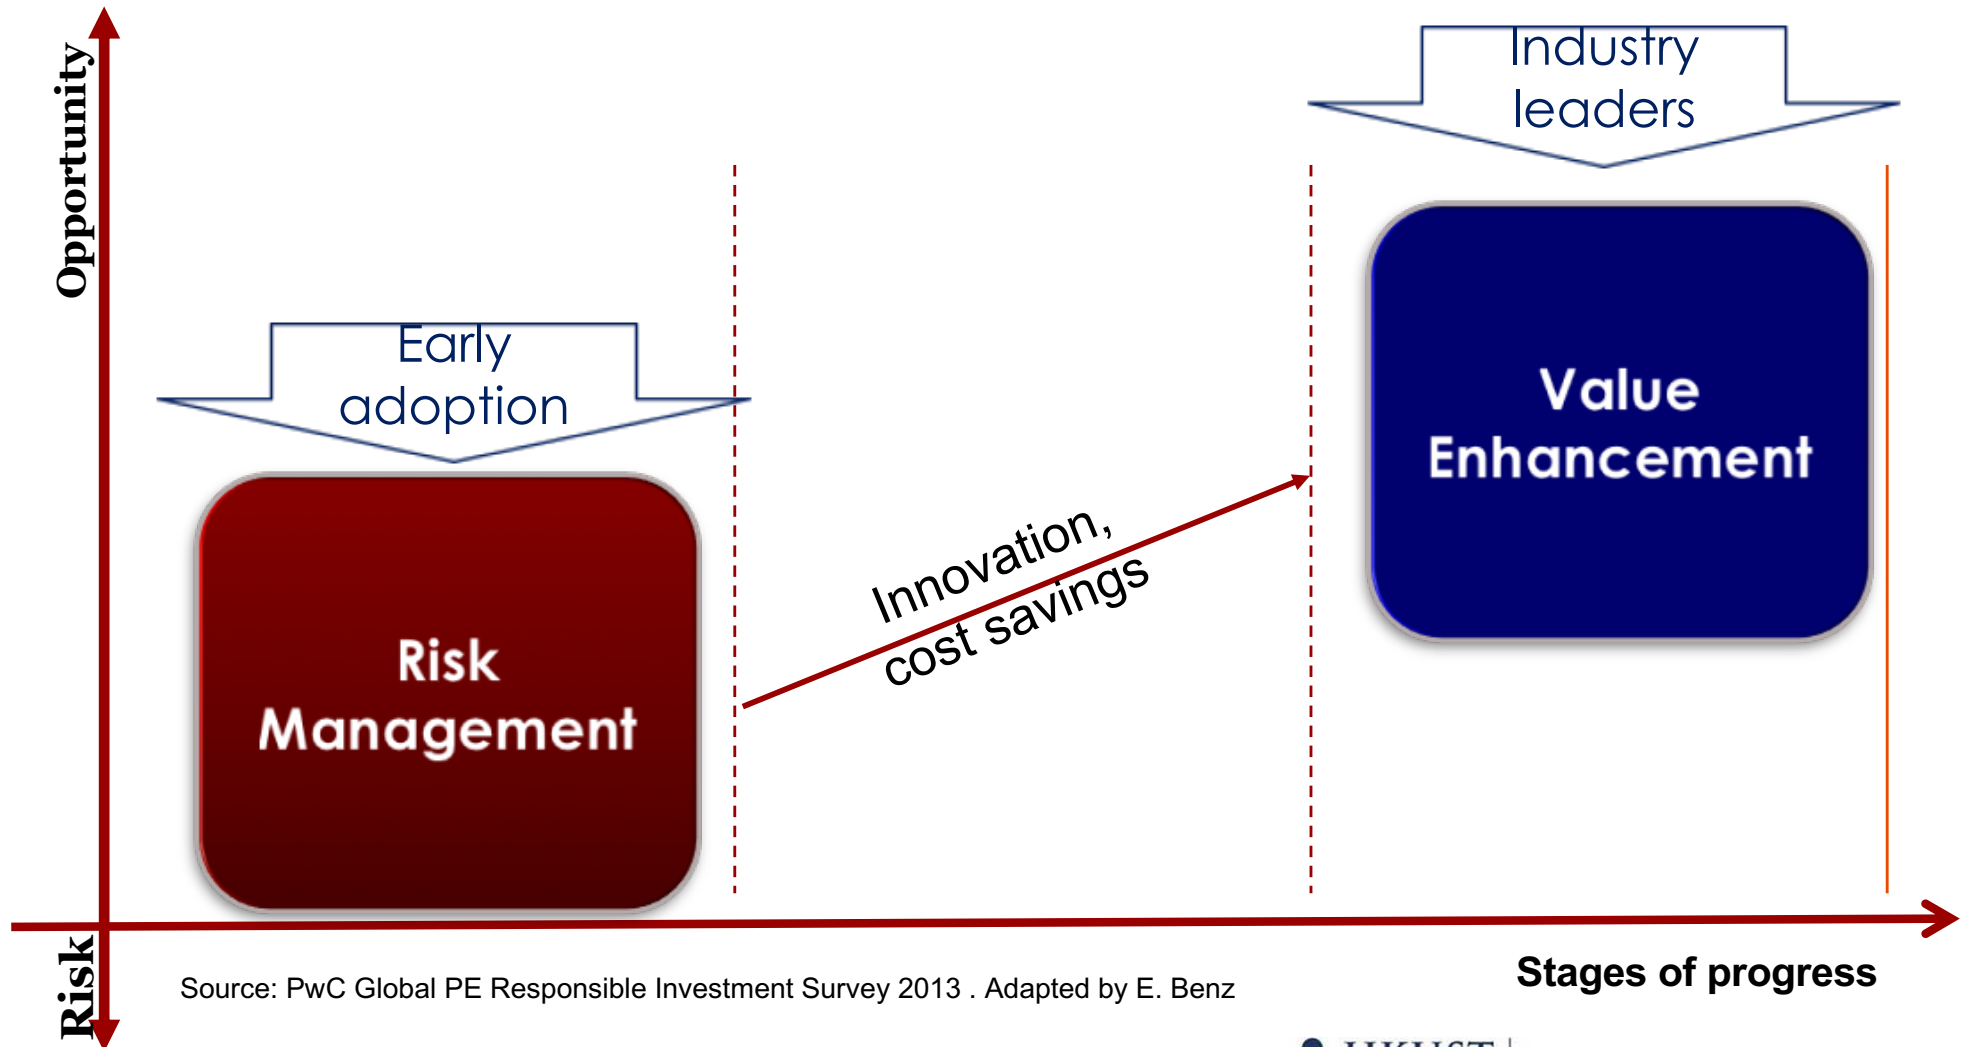 Opportunity
Industry
leaders
Early
adoption
Value
Enhancement
Innovation,
cost savings
Risk
Management
Risk
Stages of progress
Source: PwC Global PE Responsible Investment Survey 2013 . Adapted by E. Benz